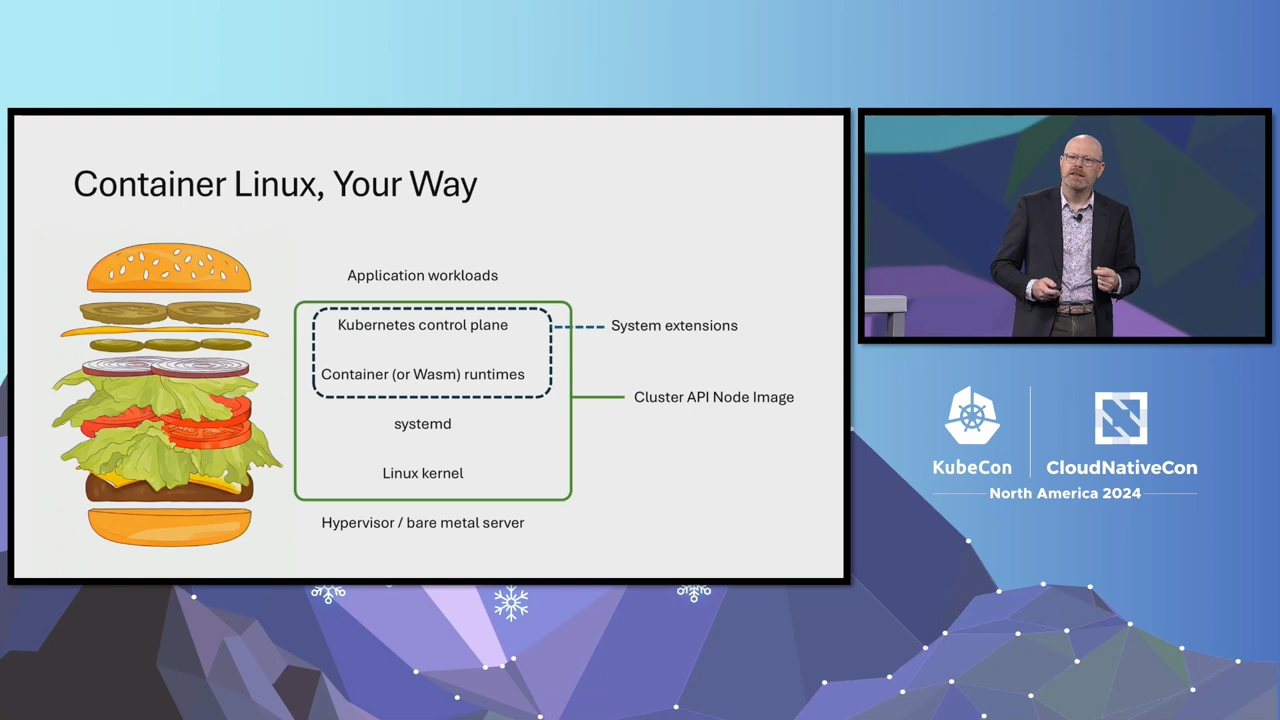 Container Linux, Your Way
Application workloads
Kubernetes control plane
System extensions
Container (or Wasm) runtimes
Cluster API Node Image
systemd
Linux kernel
Hypervisor / bare metal server
KubeCon
CloudNativeCon
North America 2024